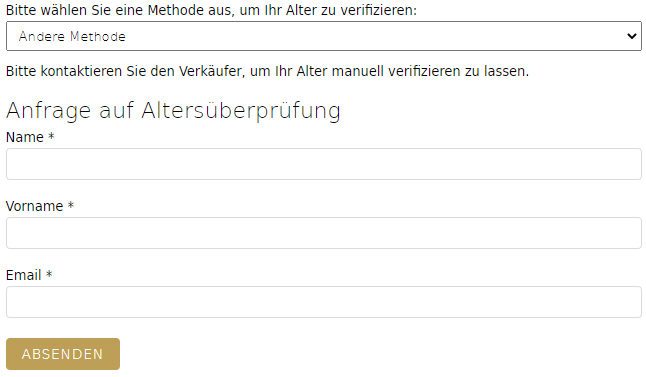 Bitte wählen Sie eine Methode aus, um Ihr Alter zu verifizieren:
Andere Methode
Bitte kontaktieren Sie den Verkäufer, um Ihr Alter manuell verifizieren zu lassen.
Anfrage auf Altersüberprüfung
Name *
Vorname *
Email *
ABSENDEN